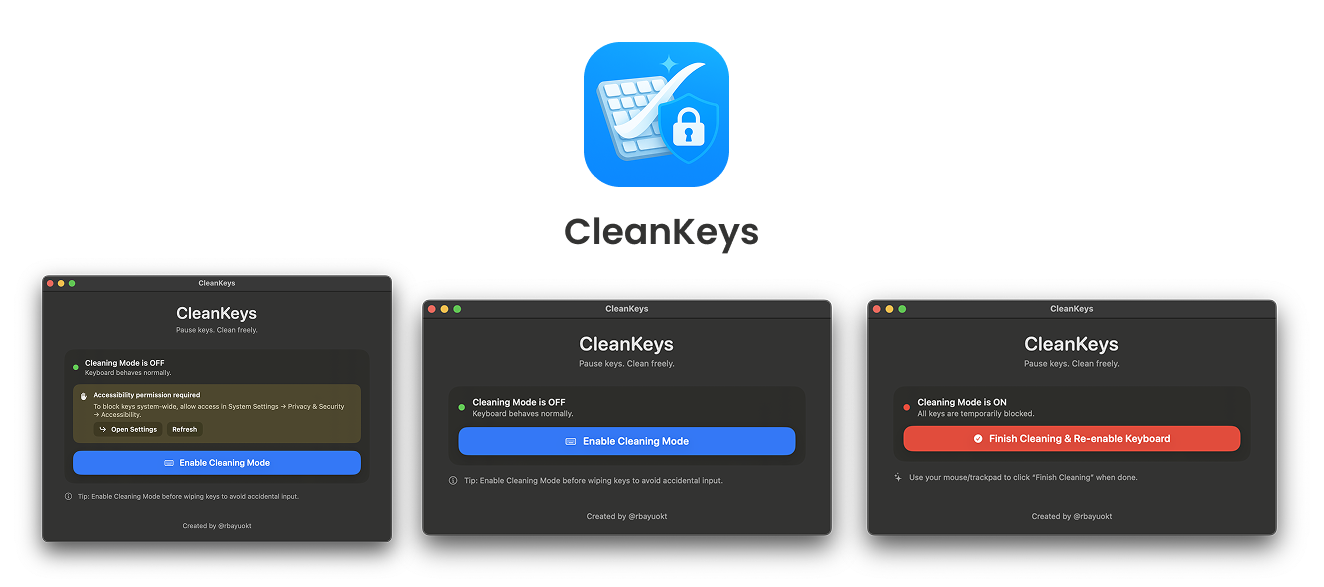 CleanKeys
CleanKeys
CleanKeys
Pause keys. Clean freely.
Cleaning Mode is OFF
Keyboard behaves normally.
Accessibility permission required
To block keys system-wide, allow access in System Settings → Privacy & Security
→ Accessibility.
Open Settings
Refresh
Enable Cleaning Mode
Tip: Enable Cleaning Mode before wiping keys to avoid accidental input.
Created by @rbayuokt
CleanKeys
CleanKeys
Pause keys. Clean freely.
Cleaning Mode is OFF
Keyboard behaves normally.
Enable Cleaning Mode
Tip: Enable Cleaning Mode before wiping keys to avoid accidental input.
Created by @rbayuokt
CleanKeys
CleanKeys
Pause keys. Clean freely.
Cleaning Mode is ON
All keys are temporarily blocked.
Finish Cleaning & Re-enable Keyboard
Use your mouse/trackpad to click “Finish Cleaning” when done.
Created by @rbayuokt